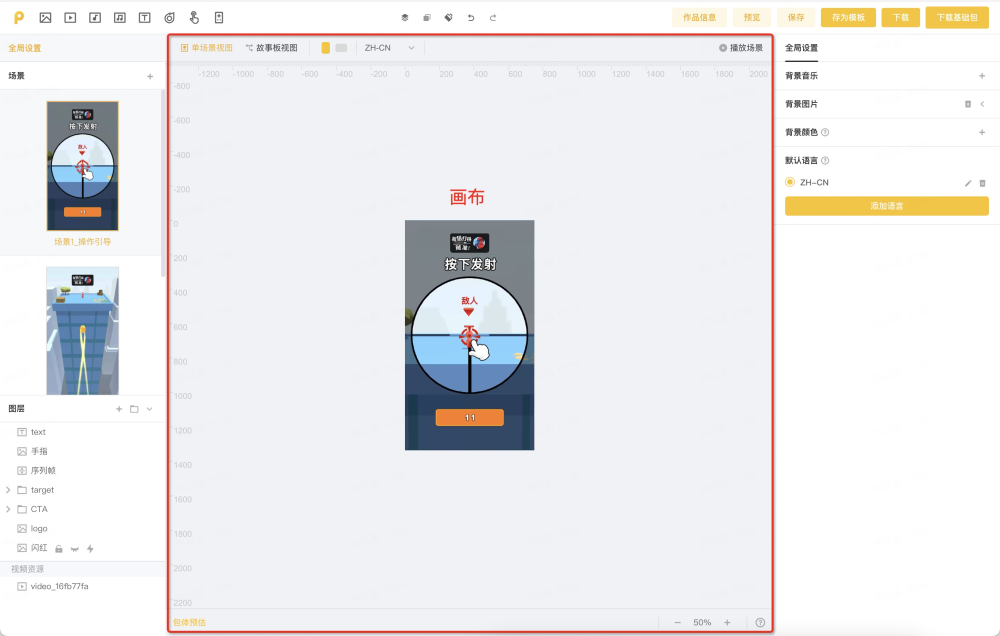 作品信息
预览
保存
存为模板
下载
下载基础包
全局设置
场景
按下发射
敌人
11
场景1_操作引导
图层
text
手指
序列帧
target
CTA
logo
闪红
视频资源
video_16fb77fa
单场景视图
故事板视图
ZH-CN
播放场景
-1200 -1000 -800 -600 -400 -200 0 200 400 600 800 1000 1200 1400 1600 1800 2000
-800
-600
-400
-200
0
200
400
600
800
1000
1200
1400
1600
1800
2000
2200
画布
按下发射
敌人
11
包体预估
50%
全局设置
背景音乐
背景图片
背景颜色
默认语言
ZH-CN
添加语言